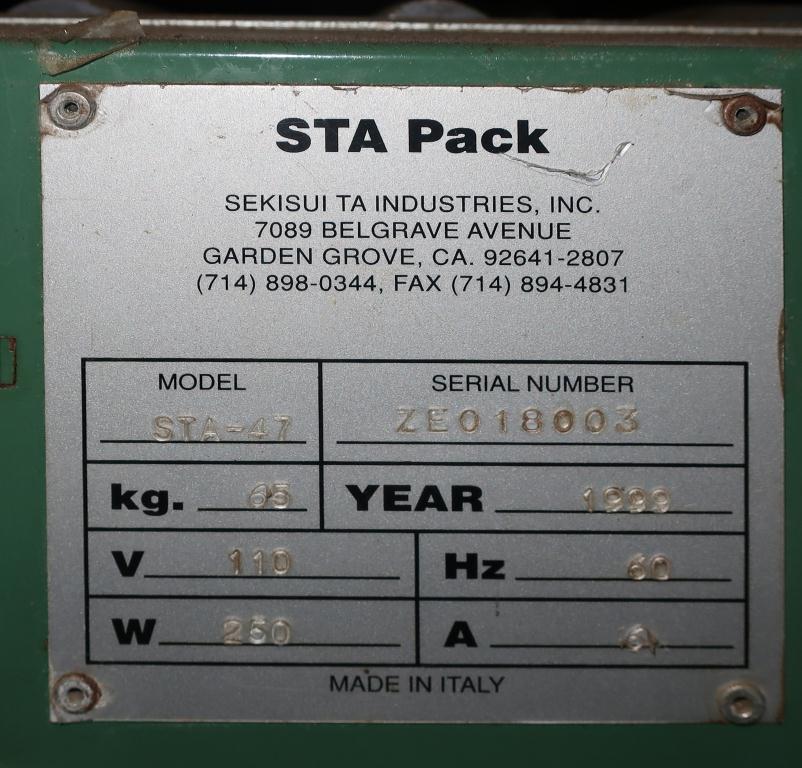 STA Pack
SEKISUI TA INDUSTRIES, INC.
7089 BELGRAVE AVENUE
GARDEN GROVE, CA. 92641-2807
(714) 898-0344, FAX (714) 894-4831
MODEL SERIAL NUMBER
STA-47 ZE018003
kg. 65 YEAR 1999
V 110 Hz 60
W 250 A
MADE IN ITALY